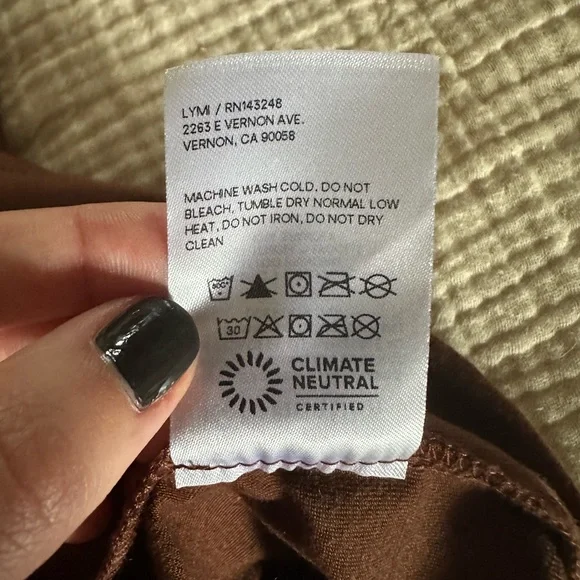 LYMI / RN143248
2263 E VERNON AVE.
VERNON, CA 90058
MACHINE WASH COLD. DO NOT
BLEACH, TUMBLE DRY NORMAL LOW
HEAT, DO NOT IRON, DO NOT DRY
CLEAN
30
CLIMATE
NEUTRAL
CERTIFIED